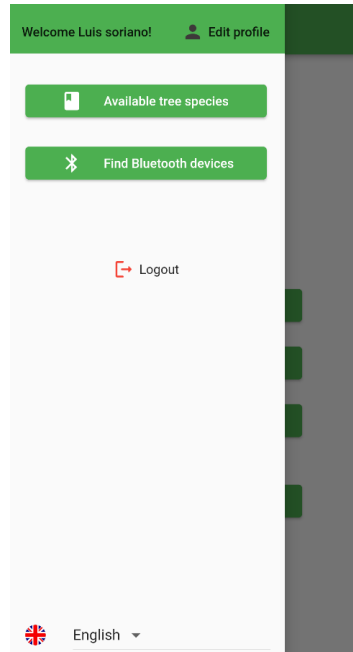 Welcome Luis soriano! Edit profile
Available tree species
Find Bluetooth devices
Logout
English